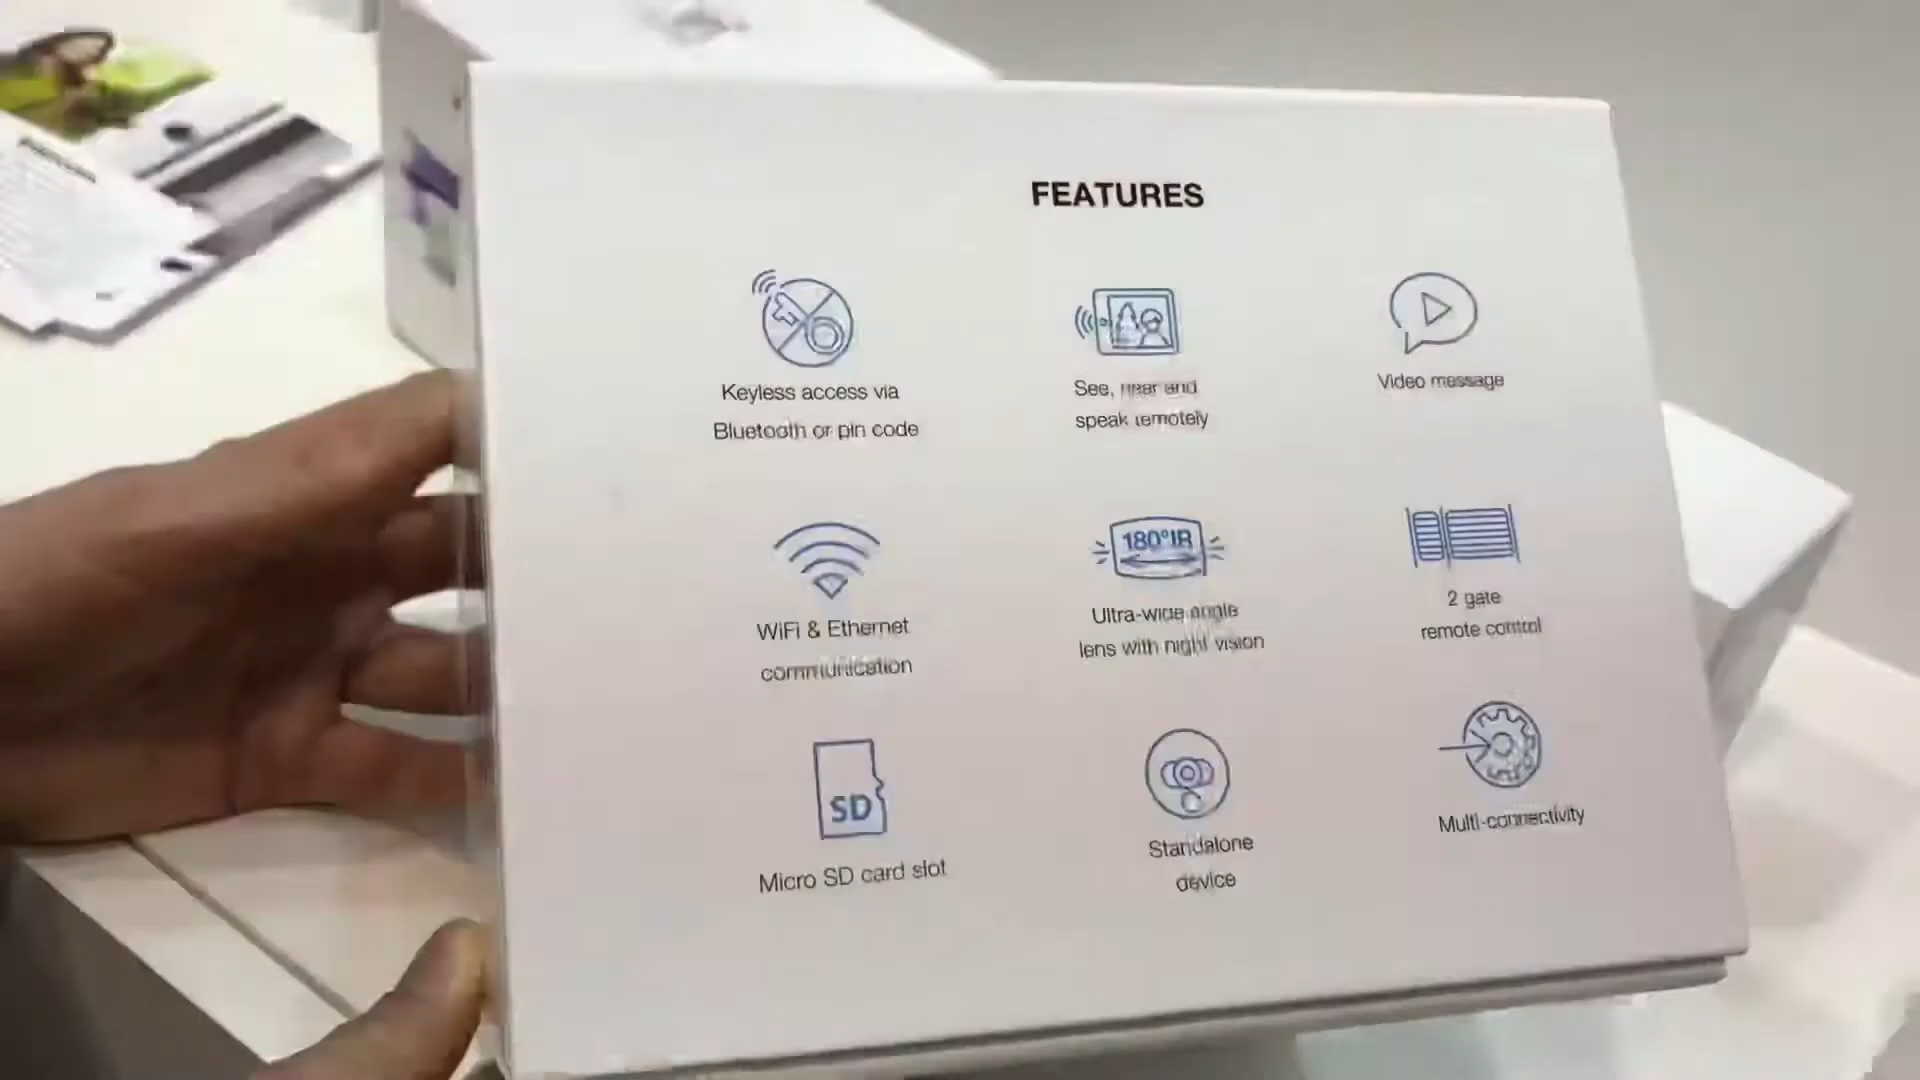 FEATURES
Keyless access via
Bluetooth or pin code
See, hear and
speak remotely
Video message
WiFi & Ethernet
communication
180°IR
Ultra-wide angle
lens with night vision
2 gate
remote control
SD
Micro SD card slot
Standalone
device
Multi-connectivity